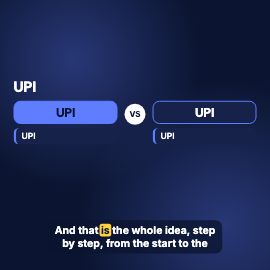 UPI
UPI vs UPI
UPI UPI
And that is the whole idea, step
by step, from the start to the